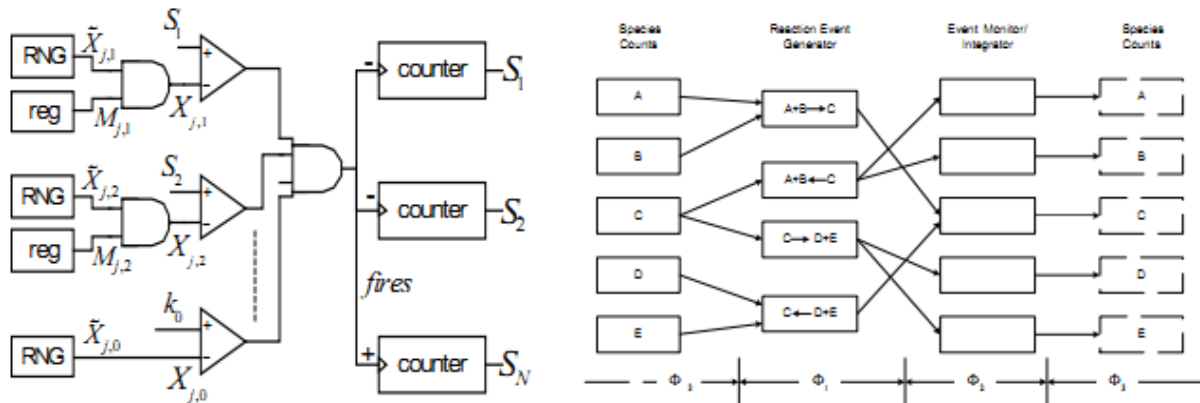 RNG
X̃j,1
reg
Mj,1
Xj,1
S1
+
-
RNG
X̃j,2
reg
Mj,2
Xj,2
S2
+
-
RNG
X̃j,0
Xj,0
k0
+
-
fires
- counter S1
- counter S2
+ counter SN
Species
Counts
Reaction Event
Generator
Event Monitor/
Integrator
Species
Counts
A
B
C
D
E
A+B→C
A+B←C
C→D+E
C←D+E
A
B
C
D
E
Φ3
Φ1
Φ2
Φ3